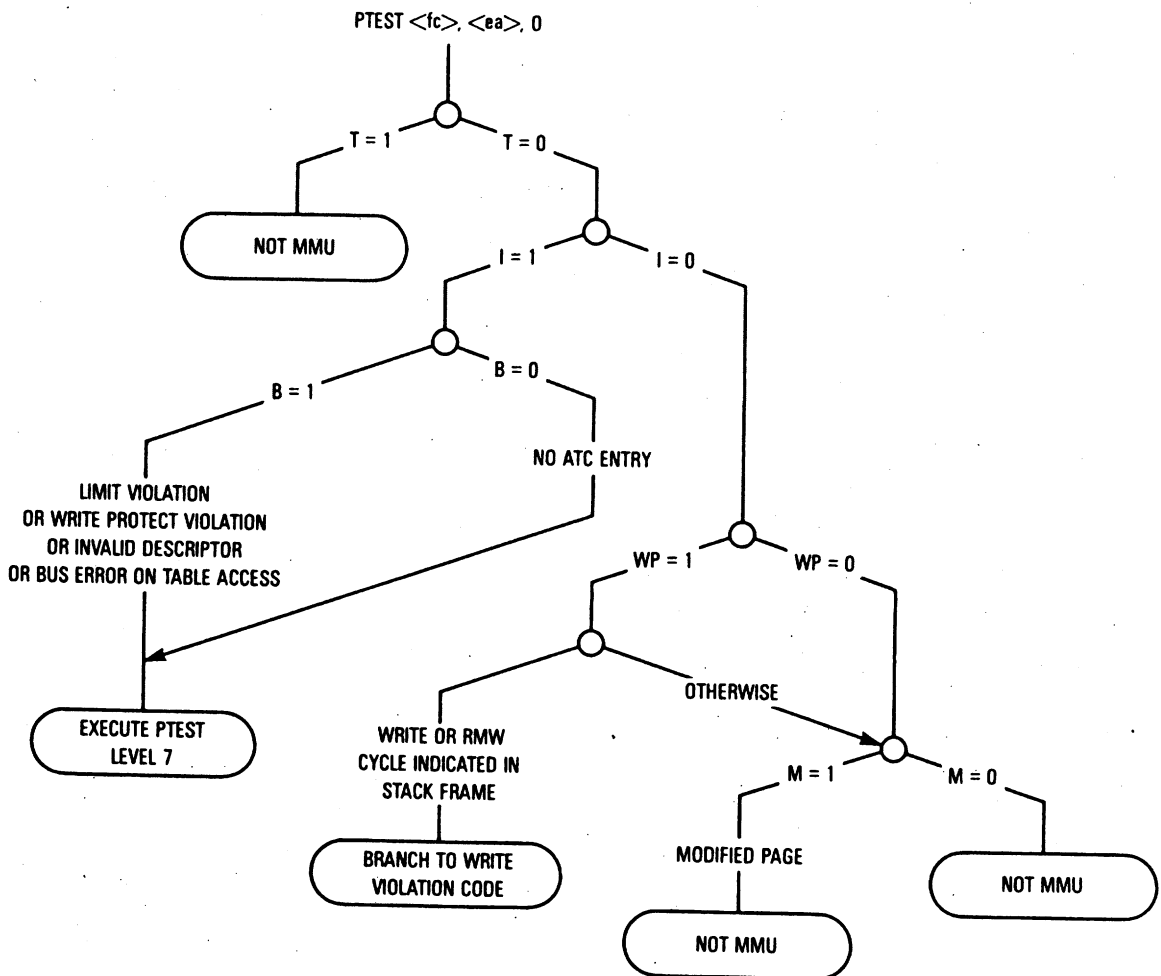 PTEST <fc>, <ea>, 0
T = 1
T = 0
NOT MMU
I = 1
I = 0
B = 1
B = 0
NO ATC ENTRY
LIMIT VIOLATION
OR WRITE PROTECT VIOLATION
OR INVALID DESCRIPTOR
OR BUS ERROR ON TABLE ACCESS
WP = 1
WP = 0
OTHERWISE
EXECUTE PTEST
LEVEL 7
WRITE OR RMW
CYCLE INDICATED IN
STACK FRAME
M = 1
M = 0
BRANCH TO WRITE
VIOLATION CODE
MODIFIED PAGE
NOT MMU
NOT MMU